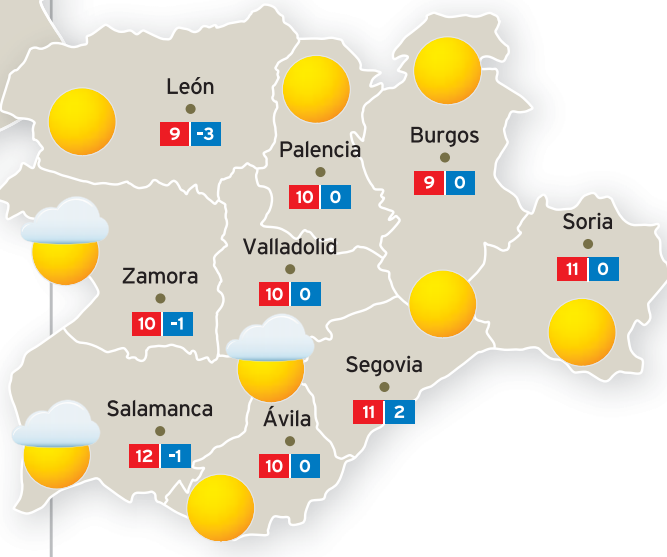 León
9 -3
Palencia
10 0
Burgos
9 0
Soria
11 0
Valladolid
10 0
Zamora
10 -1
Segovia
11 2
Salamanca
12 -1
Ávila
10 0